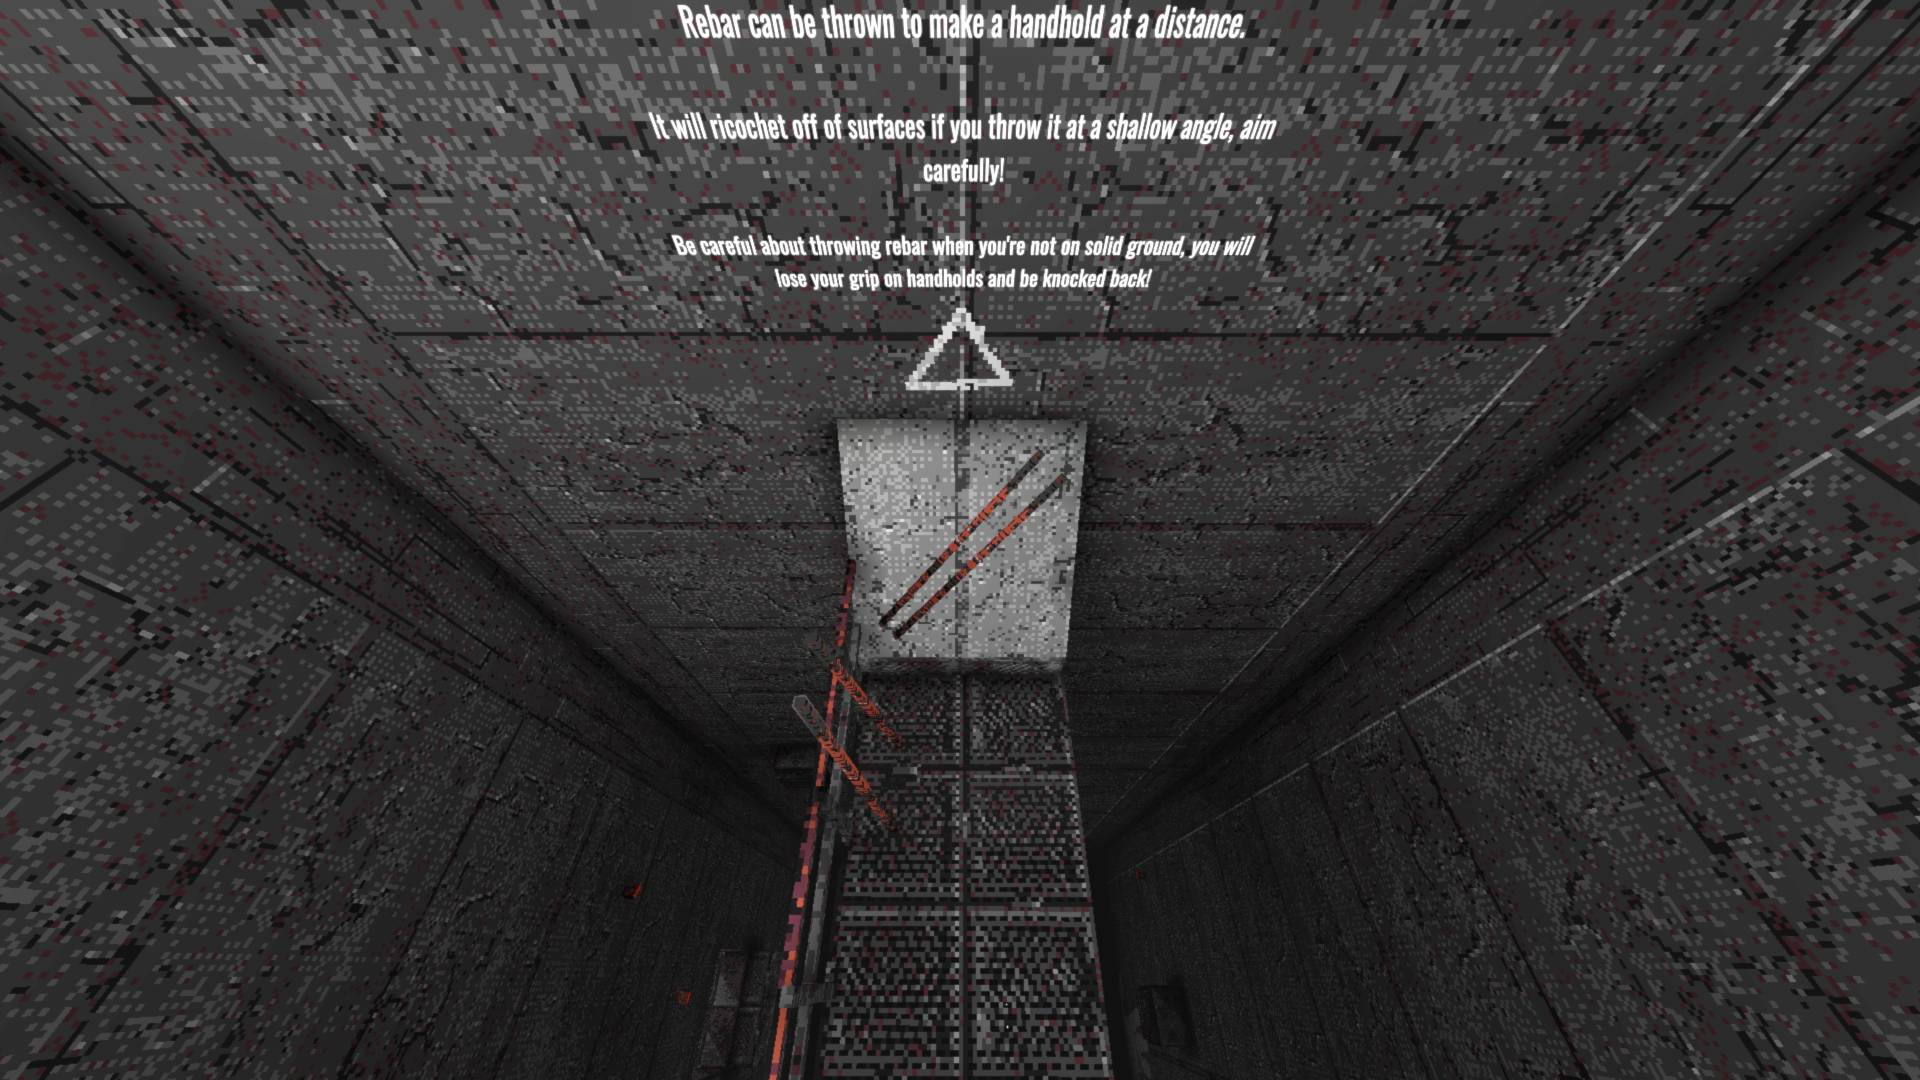 Rebar can be thrown to make a handhold at a distance.
It will ricochet off of surfaces if you throw it at a shallow angle, aim
carefully!
Be careful about throwing rebar when you're not on solid ground, you will
lose your grip on handholds and be knocked back!